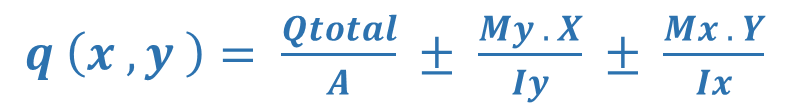 q (x,y) = Qtotal/A ± My.X/Iy ± Mx.Y/Ix